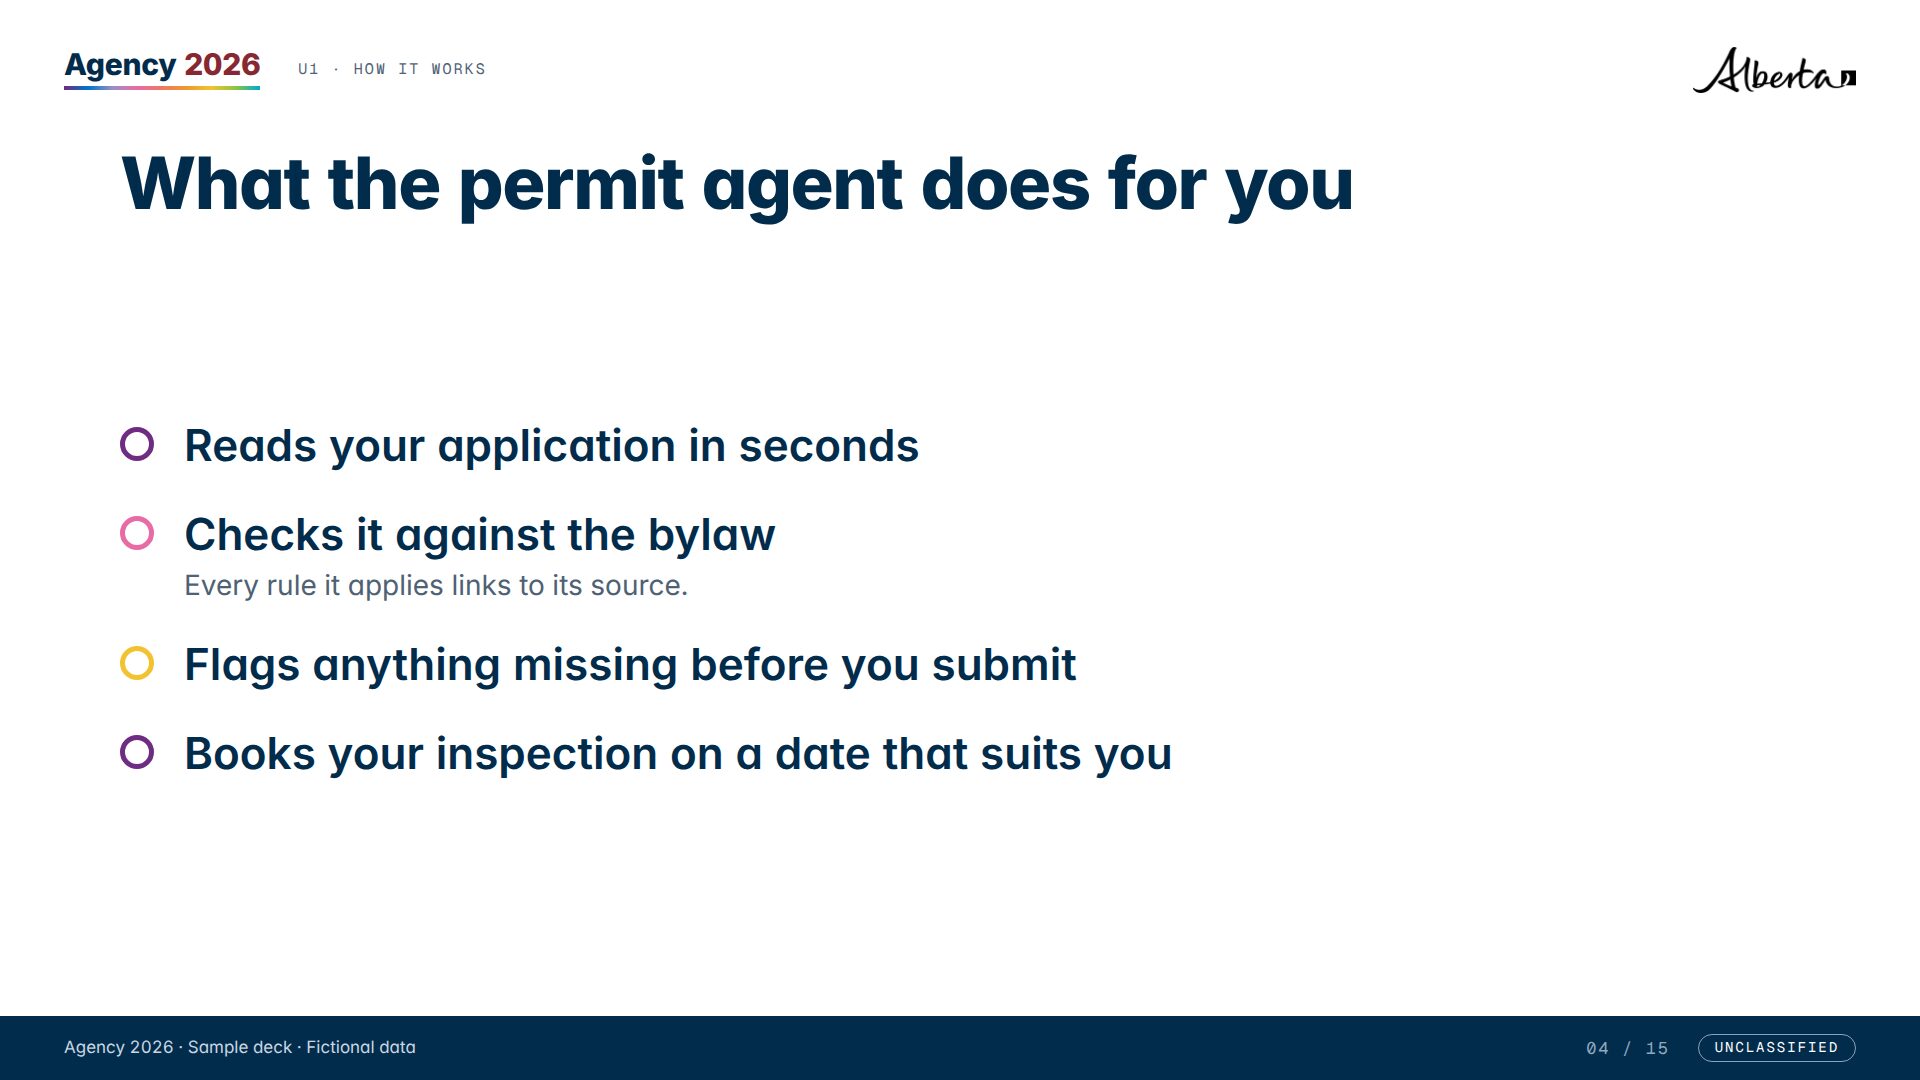 Agency 2026
U1 · HOW IT WORKS
Alberta
What the permit agent does for you
Reads your application in seconds
Checks it against the bylaw
Every rule it applies links to its source.
Flags anything missing before you submit
Books your inspection on a date that suits you
Agency 2026 · Sample deck · Fictional data
04 / 15
UNCLASSIFIED